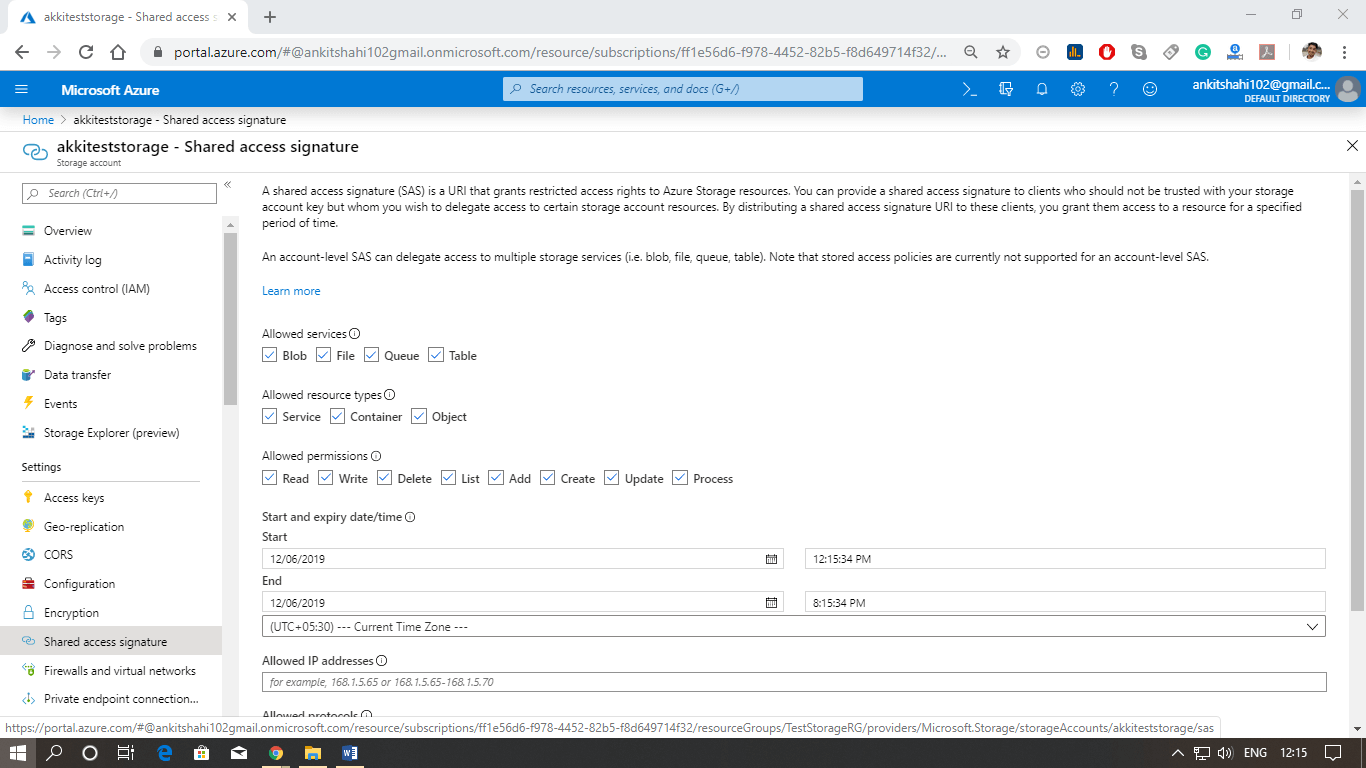 akkiteststorage - Shared access s
portal.azure.com/#@ankitshahi102gmail.onmicrosoft.com/resource/subscriptions/ff1e56d6-f978-4452-82b5-f8d649714f32/...
Microsoft Azure
Search resources, services, and docs (G+/)
ankitshahi102@gmail.c...
DEFAULT DIRECTORY
Home > akkiteststorage - Shared access signature
akkiteststorage - Shared access signature
Storage account
Search (Ctrl+/)
Overview
Activity log
Access control (IAM)
Tags
Diagnose and solve problems
Data transfer
Events
Storage Explorer (preview)
Settings
Access keys
Geo-replication
CORS
Configuration
Encryption
Shared access signature
Firewalls and virtual networks
Private endpoint connection...
A shared access signature (SAS) is a URI that grants restricted access rights to Azure Storage resources. You can provide a shared access signature to clients who should not be trusted with your storage
account key but whom you wish to delegate access to certain storage account resources. By distributing a shared access signature URI to these clients, you grant them access to a resource for a specified
period of time.
An account-level SAS can delegate access to multiple storage services (i.e. blob, file, queue, table). Note that stored access policies are currently not supported for an account-level SAS.
Learn more
Allowed services
Blob File Queue Table
Allowed resource types
Service Container Object
Allowed permissions
Read Write Delete List Add Create Update Process
Start and expiry date/time
Start
12/06/2019 12:15:34 PM
End
12/06/2019 8:15:34 PM
(UTC+05:30) --- Current Time Zone ---
Allowed IP addresses
for example, 168.1.5.65 or 168.1.5.65-168.1.5.70
Allowed protocols
https://portal.azure.com/#@ankitshahi102gmail.onmicrosoft.com/resource/subscriptions/ff1e56d6-f978-4452-82b5-f8d649714f32/resourceGroups/TestStorageRG/providers/Microsoft.Storage/storageAccounts/akkiteststorage/sas
ENG 12:15